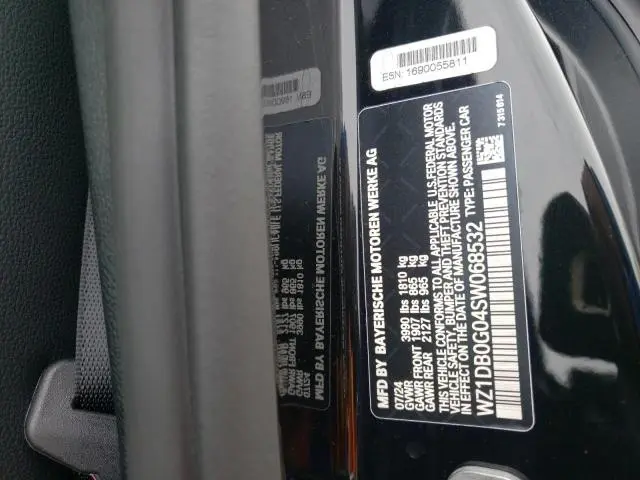 ESN: 1690055811
MFD BY BAYERISCHE MOTOREN WERKE AG
07/24
GVWR 3990 lbs 1810 kg
GAWR FRONT 1907 lbs 865 kg
GAWR REAR 2127 lbs 965 kg
THIS VEHICLE CONFORMS TO ALL APPLICABLE U.S. FEDERAL MOTOR
VEHICLE SAFETY, BUMPER AND THEFT PREVENTION STANDARDS
IN EFFECT ON DATE OF MANUFACTURE SHOWN ABOVE.
WZ1DB0G04SW068532 TYPE: PASSENGER CAR
7 315 614